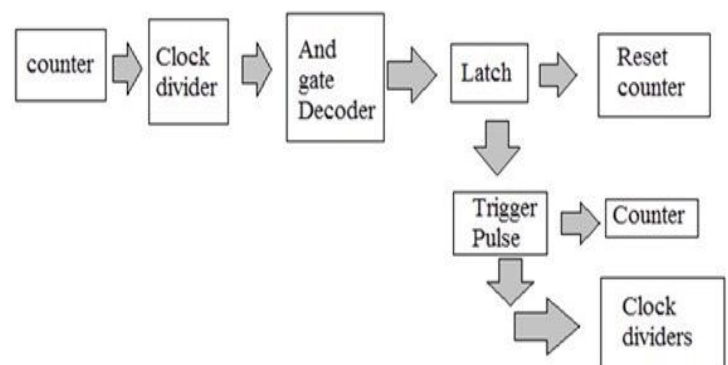 counter
Clock
divider
And
gate
Decoder
Latch
Reset
counter
Trigger
Pulse
Counter
Clock
dividers